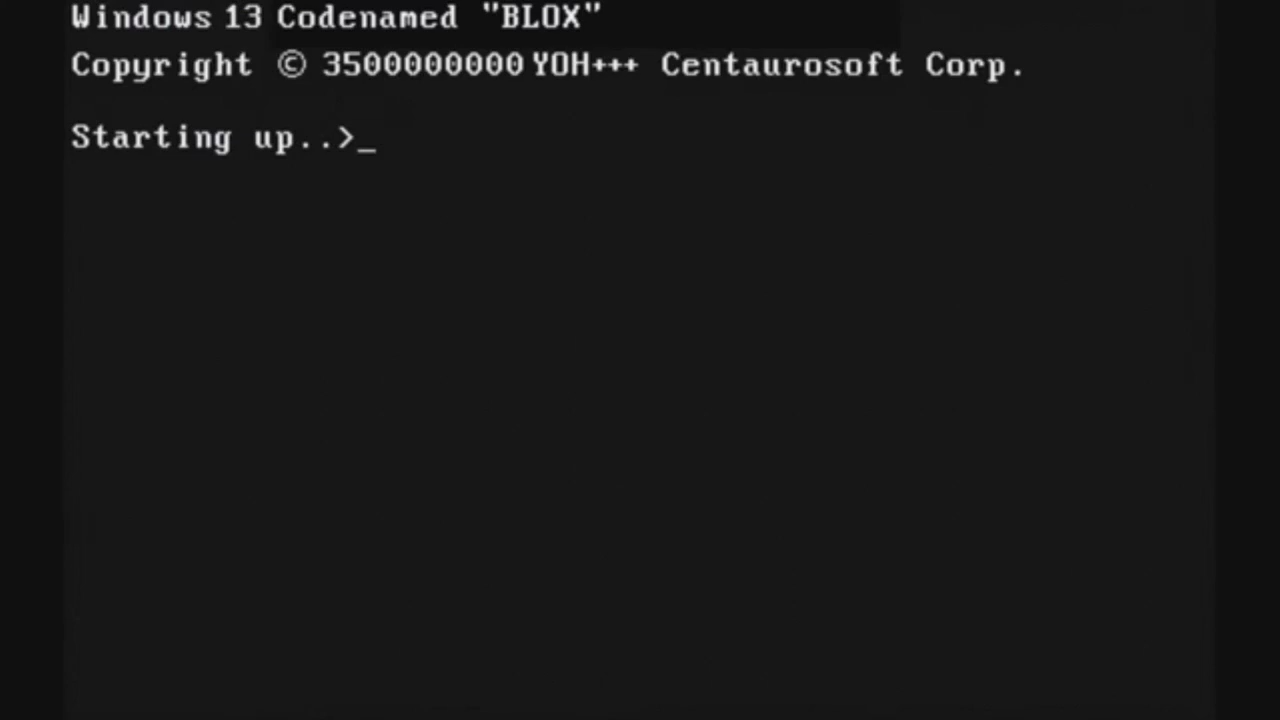 Windows 13 Codenamed "BLOX"
Copyright © 3500000000 YOH+++ Centaurosoft Corp.
Starting up..>_